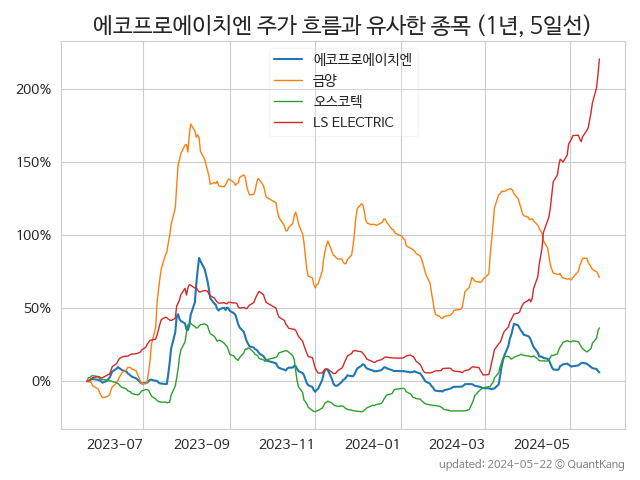 에코프로에이치엔 주가 흐름과 유사한 종목 (1년, 5일선)
에코프로에이치엔
금양
오스코텍
LS ELECTRIC
200%
150%
100%
50%
0%
2023-07 2023-09 2023-11 2024-01 2024-03 2024-05
updated: 2024-05-22 © QuantKang